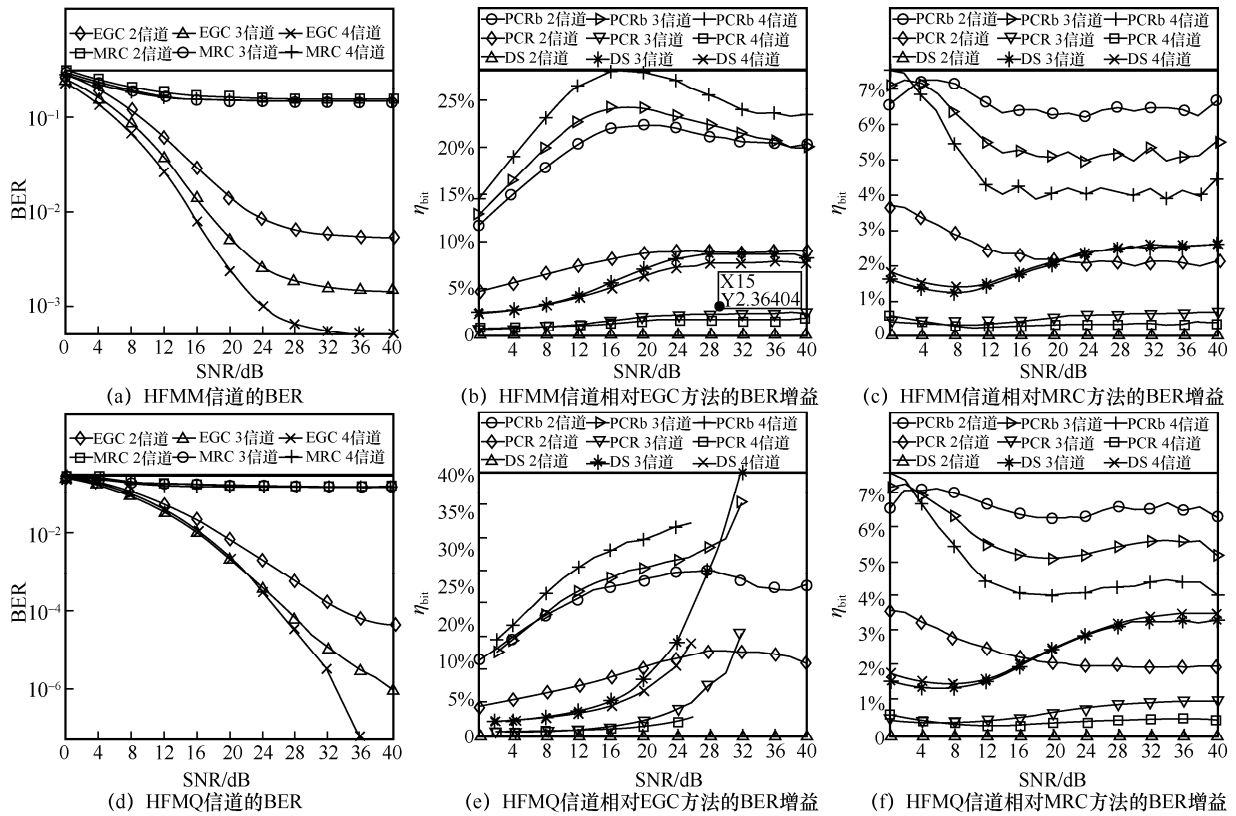 EGC 2信道 EGC 3信道 EGC 4信道
MRC 2信道 MRC 3信道 MRC 4信道
10⁻¹
10⁻²
10⁻³
BER
0 4 8 12 16 20 24 28 32 36 40
SNR/dB
(a) HFMM信道的BER
PCRb 2信道 PCRb 3信道 PCRb 4信道
PCR 2信道 PCR 3信道 PCR 4信道
DS 2信道 DS 3信道 DS 4信道
25%
20%
15%
10%
5%
0
ηbit
X15
Y2.36404
4 8 12 16 20 24 28 32 36 40
SNR/dB
(b) HFMM信道相对EGC方法的BER增益
PCRb 2信道 PCRb 3信道 PCRb 4信道
PCR 2信道 PCR 3信道 PCR 4信道
DS 2信道 DS 3信道 DS 4信道
7%
6%
5%
4%
3%
2%
1%
0
ηbit
4 8 12 16 20 24 28 32 36 40
SNR/dB
(c) HFMM信道相对MRC方法的BER增益
EGC 2信道 EGC 3信道 EGC 4信道
MRC 2信道 MRC 3信道 MRC 4信道
10⁻²
10⁻⁴
10⁻⁶
BER
0 4 8 12 16 20 24 28 32 36 40
SNR/dB
(d) HFMQ信道的BER
PCRb 2信道 PCRb 3信道 PCRb 4信道
PCR 2信道 PCR 3信道 PCR 4信道
DS 2信道 DS 3信道 DS 4信道
40%
35%
30%
25%
20%
10%
5%
0
ηbit
4 8 12 16 20 24 28 32 36 40
SNR/dB
(e) HFMQ信道相对EGC方法的BER增益
PCRb 2信道 PCRb 3信道 PCRb 4信道
PCR 2信道 PCR 3信道 PCR 4信道
DS 2信道 DS 3信道 DS 4信道
7%
6%
5%
4%
3%
2%
1%
0
ηbit
4 8 12 16 20 24 28 32 36 40
SNR/dB
(f) HFMQ信道相对MRC方法的BER增益